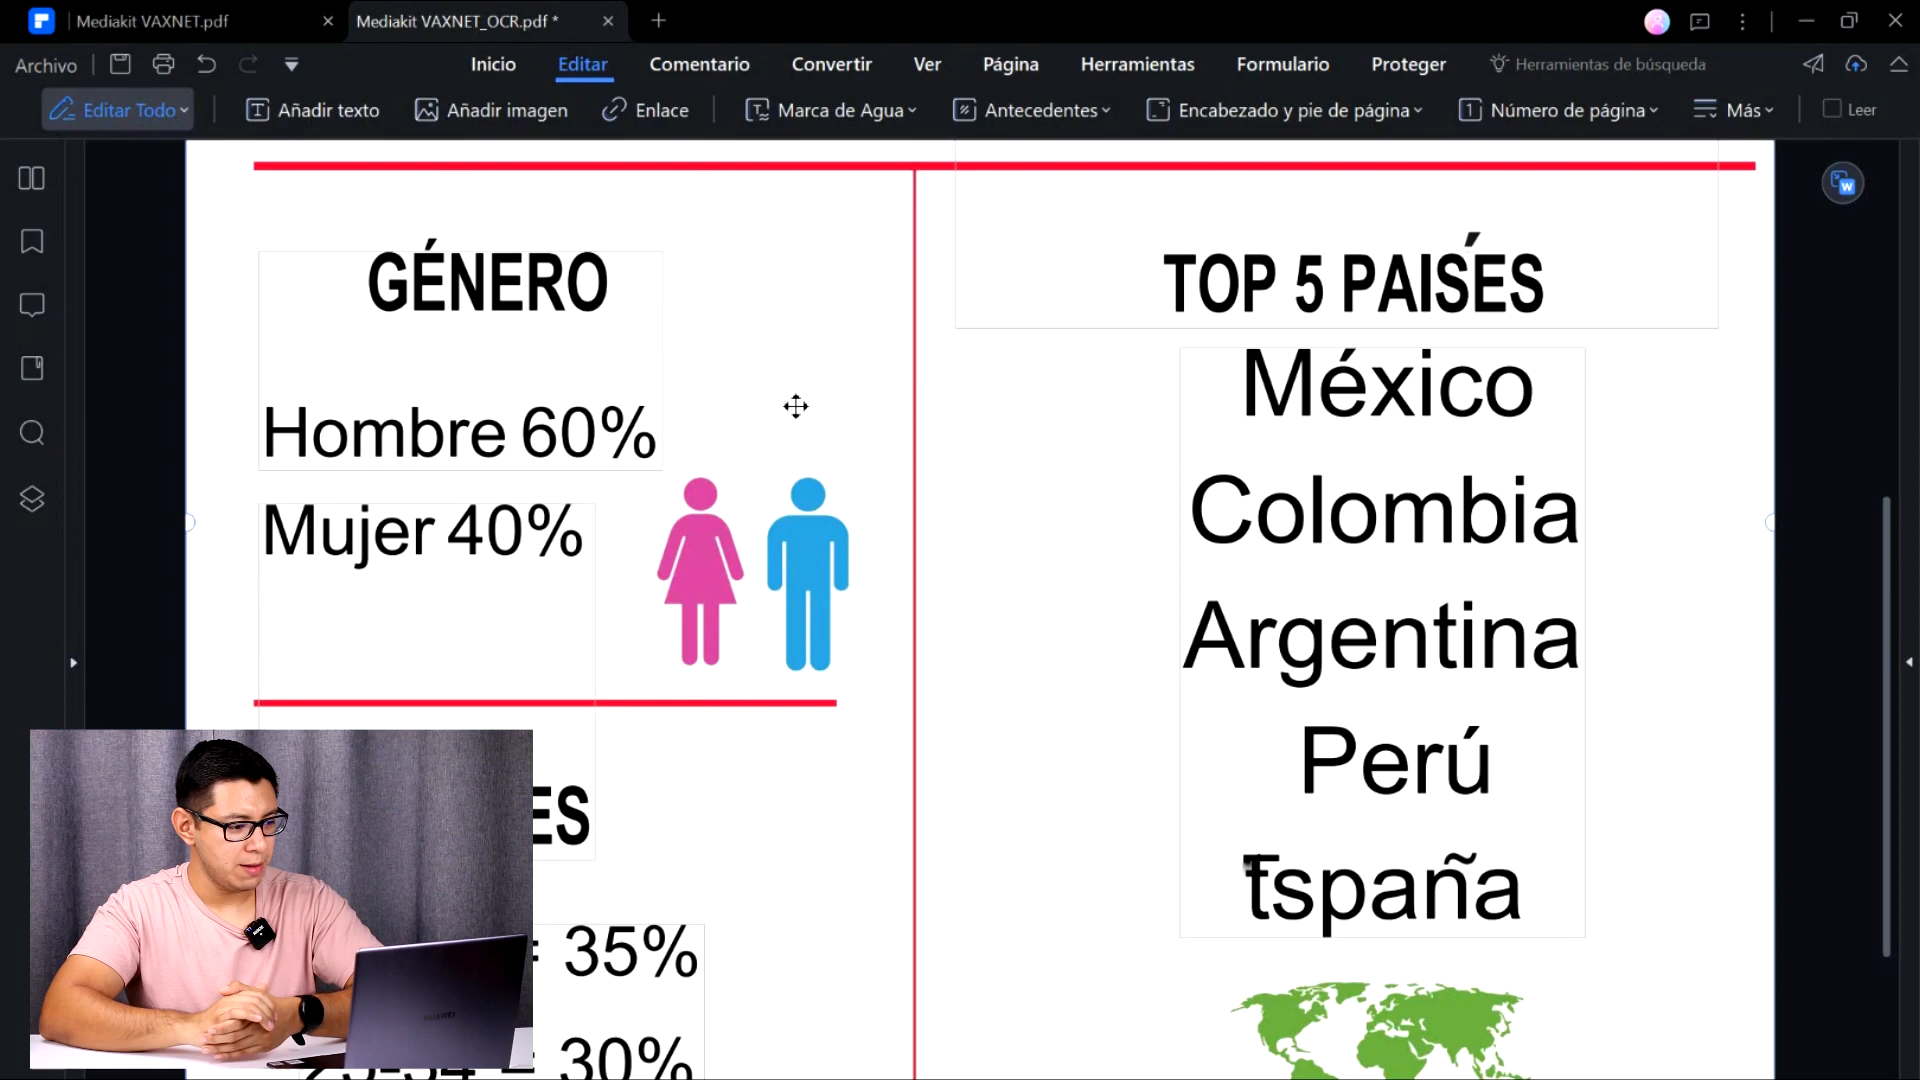 Mediakit VAXNET.pdf
Mediakit VAXNET_OCR.pdf *
Archivo
Inicio
Editar
Comentario
Convertir
Ver
Página
Herramientas
Formulario
Proteger
Herramientas de búsqueda
Editar Todo
Añadir texto
Añadir imagen
Enlace
Marca de Agua
Antecedentes
Encabezado y pie de página
Número de página
Más
Leer
GÉNERO
Hombre 60%
Mujer 40%
ES
= 35%
= 30%
TOP 5 PAISES
México
Colombia
Argentina
Perú
España
HUAWEI